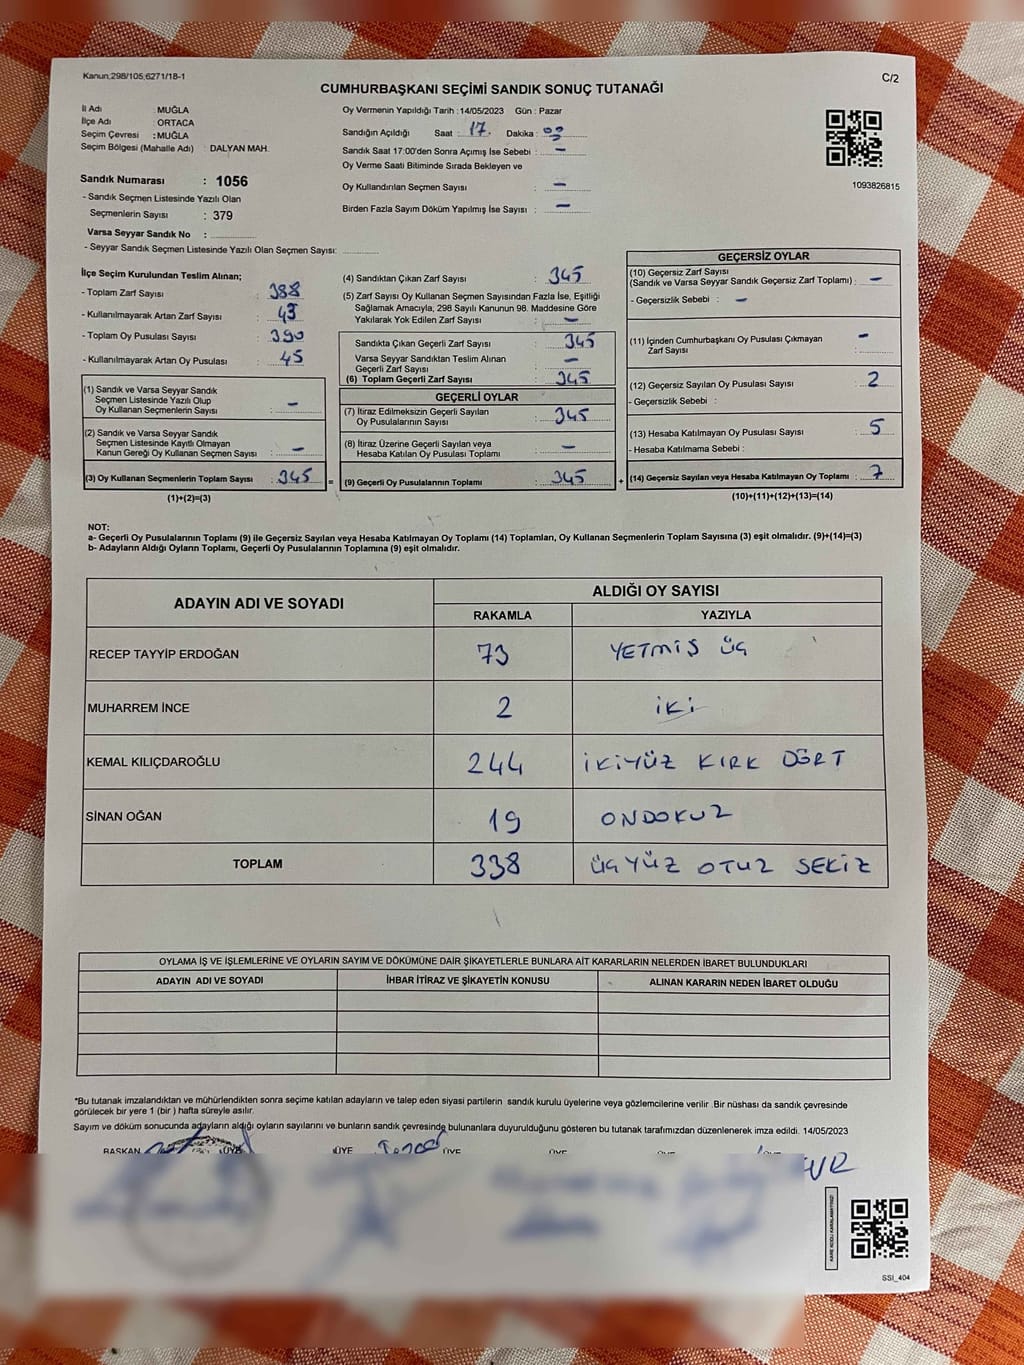 Kanun;298/105;6271/18-1
C/2
CUMHURBAŞKANI SEÇİMİ SANDIK SONUÇ TUTANAĞI
İl Adı MUĞLA
İlçe Adı ORTACA
Seçim Çevresi : MUĞLA
Seçim Bölgesi (Mahalle Adı) : DALYAN MAH.
Sandık Numarası : 1056
- Sandık Seçmen Listesinde Yazılı Olan
Seçmenlerin Sayısı : 379
Varsa Seyyar Sandık No :
- Seyyar Sandık Seçmen Listesinde Yazılı Olan Seçmen Sayısı:
Oy Vermenin Yapıldığı Tarih :14/05/2023 Gün : Pazar
Sandığın Açıldığı Saat : 17. Dakika : 00
Sandık Saat 17:00'den Sonra Açımış İse Sebebi : -
Oy Verme Saati Bitiminde Sırada Bekleyen ve
Oy Kullandırılan Seçmen Sayısı : -
Birden Fazla Sayım Döküm Yapılmış İse Sayısı : -
1093826815
İlçe Seçim Kurulundan Teslim Alınan;
- Toplam Zarf Sayısı : 388
- Kullanılmayarak Artan Zarf Sayısı : 43
- Toplam Oy Pusulası Sayısı : 390
- Kullanılmayarak Artan Oy Pusulası : 45
(1) Sandık ve Varsa Seyyar Sandık
Seçmen Listesinde Yazılı Olup
Oy Kullanan Seçmenlerin Sayısı : -
(2) Sandık ve Varsa Seyyar Sandık
Seçmen Listesinde Kayıtlı Olmayan
Kanun Gereği Oy Kullanan Seçmen Sayısı : -
(3) Oy Kullanan Seçmenlerin Toplam Sayısı : 345 =
(1)+(2)=(3)
(4) Sandıktan Çıkan Zarf Sayısı : 345
(5) Zarf Sayısı Oy Kullanan Seçmen Sayısından Fazla İse, Eşitliği
Sağlamak Amacıyla, 298 Sayılı Kanunun 98. Maddesine Göre
Yakılarak Yok Edilen Zarf Sayısı : -
Sandıkta Çıkan Geçerli Zarf Sayısı : 345
Varsa Seyyar Sandıktan Teslim Alınan
Geçerli Zarf Sayısı : -
(6) Toplam Geçerli Zarf Sayısı : 345
GEÇERLİ OYLAR
(7) İtiraz Edilmeksizin Geçerli Sayılan
Oy Pusulalarının Sayısı : 345
(8) İtiraz Üzerine Geçerli Sayılan veya
Hesaba Katılan Oy Pusulası Toplamı : -
(9) Geçerli Oy Pusulalarının Toplamı : 345 +
GEÇERSİZ OYLAR
(10) Geçersiz Zarf Sayısı
(Sandık ve Varsa Seyyar Sandık Geçersiz Zarf Toplamı) : -
- Geçersizlik Sebebi : -
(11) İçinden Cumhurbaşkanı Oy Pusulası Çıkmayan
Zarf Sayısı : -
(12) Geçersiz Sayılan Oy Pusulası Sayısı : 2
- Geçersizlik Sebebi :
(13) Hesaba Katılmayan Oy Pusulası Sayısı : 5
- Hesaba Katılmama Sebebi :
(14) Geçersiz Sayılan veya Hesaba Katılmayan Oy Toplamı : 7
(10)+(11)+(12)+(13)=(14)
NOT:
a- Geçerli Oy Pusulalarının Toplamı (9) ile Geçersiz Sayılan veya Hesaba Katılmayan Oy Toplamı (14) Toplamları, Oy Kullanan Seçmenlerin Toplam Sayısına (3) eşit olmalıdır. (9)+(14)=(3)
b- Adayların Aldığı Oyların Toplamı, Geçerli Oy Pusulalarının Toplamına (9) eşit olmalıdır.
ADAYIN ADI VE SOYADI
ALDIĞI OY SAYISI
RAKAMLA YAZIYLA
RECEP TAYYİP ERDOĞAN 73 YETMİŞ ÜÇ
MUHARREM İNCE 2 İKİ
KEMAL KILIÇDAROĞLU 244 İKİYÜZ KIRK DÖRT
SİNAN OĞAN 19 ONDOKUZ
TOPLAM 338 ÜÇYÜZ OTUZ SEKİZ
OYLAMA İŞ VE İŞLEMLERİNE VE OYLARIN SAYIM VE DÖKÜMÜNE DAİR ŞİKAYETLERLE BUNLARA AİT KARARLARIN NELERDEN İBARET BULUNDUKLARI
ADAYIN ADI VE SOYADI İHBAR İTİRAZ VE ŞİKAYETİN KONUSU ALINAN KARARIN NEDEN İBARET OLDUĞU
*Bu tutanak imzalandıktan ve mühürlendikten sonra seçime katılan adayların ve talep eden siyasi partilerin sandık kurulu üyelerine veya gözlemcilerine verilir .Bir nüshası da sandık çevresinde
görülecek bir yere 1 (bir ) hafta süreyle asılır.
Sayım ve döküm sonucunda adayların aldığı oyların sayılarını ve bunların sandık çevresinde bulunanlara duyurulduğunu gösteren bu tutanak tarafımızdan düzenlenerek imza edildi. 14/05/2023
BAŞKAN ÜYE ÜYE ÜYE ÜYE
KARE KODU KARALAMAYINIZ!
SSI_404